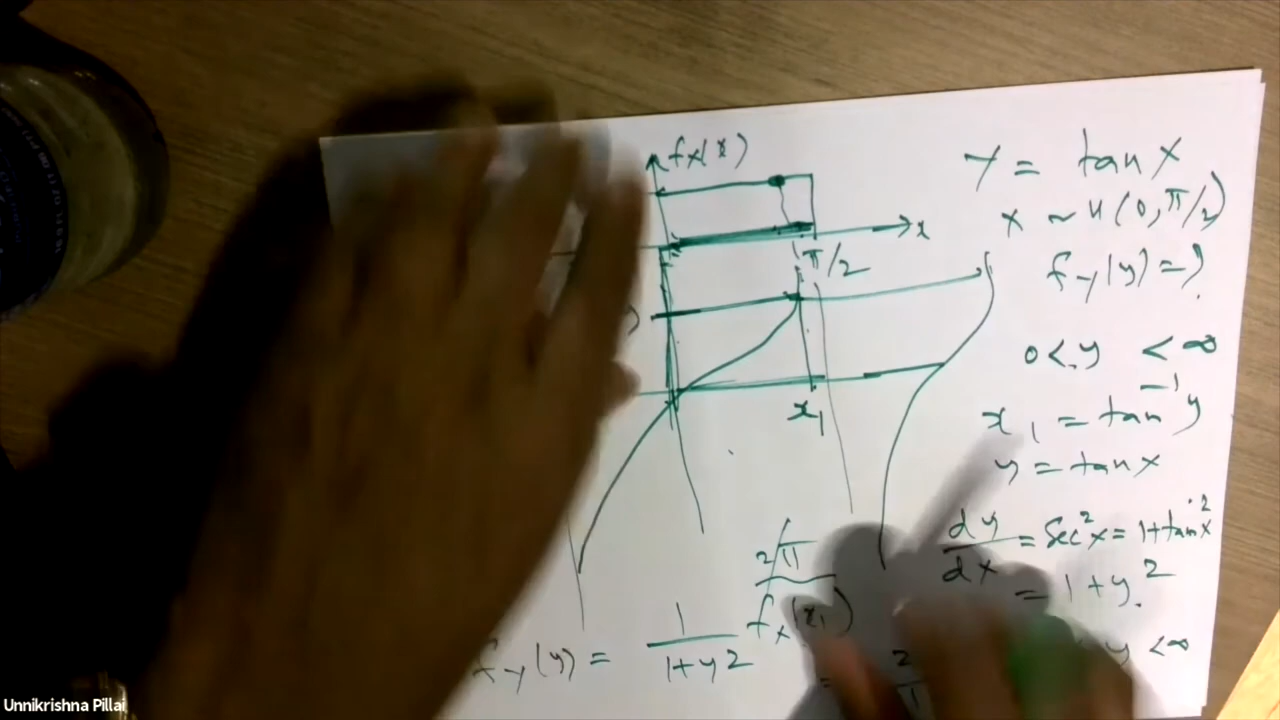 fx(x)
x
π/2
x1
Y = tan X
X ~ U(0, π/2)
fY(y) = ?
0 < y < ∞
x1 = tan⁻¹ y
y = tan x
dy/dx = Sec²x = 1 + tan²x
= 1 + y².
2/π
fY(y) = 1/(1+y²) fx(x1)
y < ∞
Unnikrishna Pillai